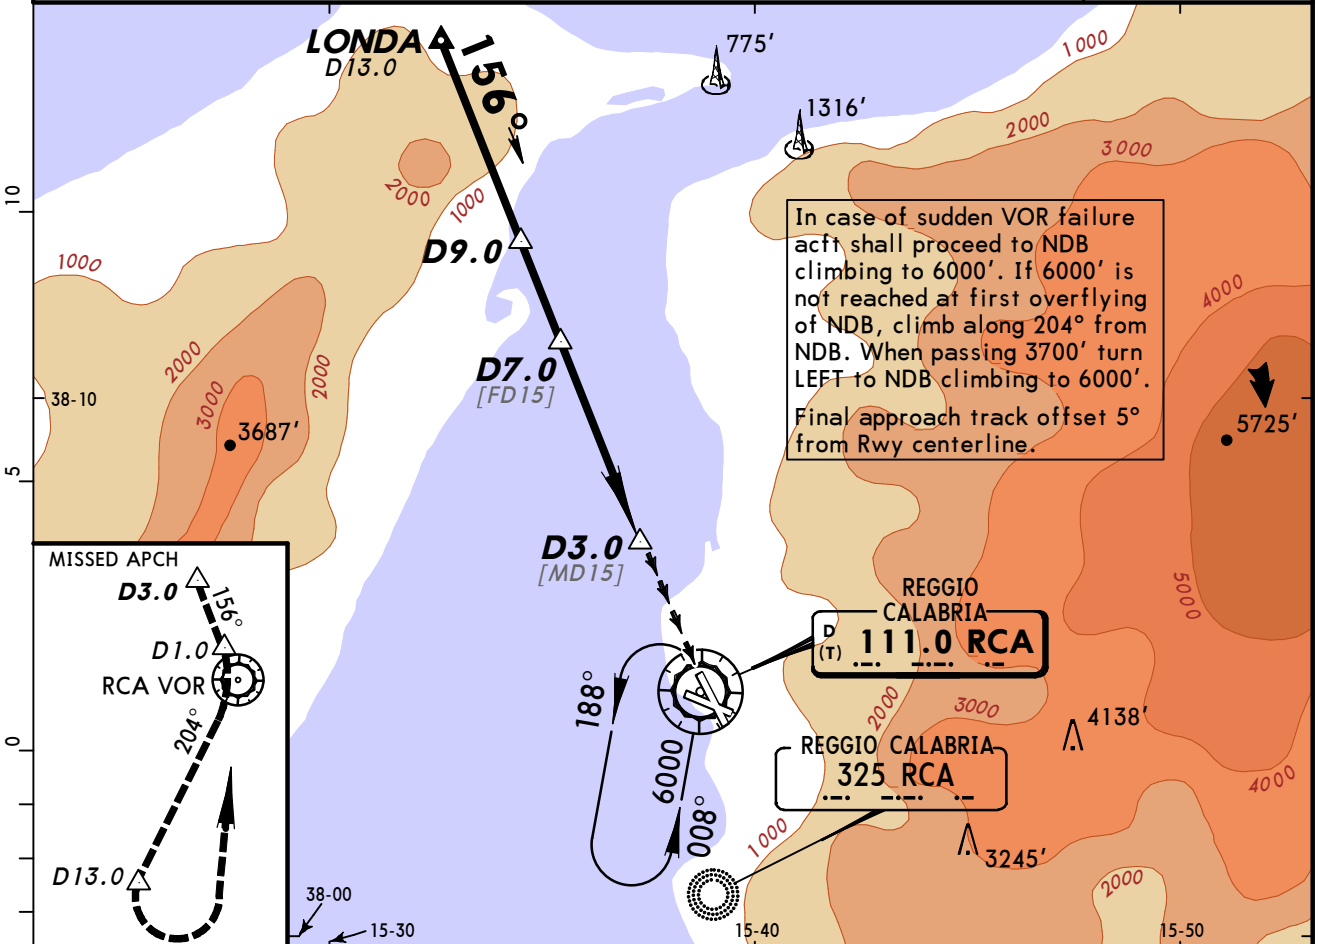 LONDA
D13.0
156°
775'
1316'
1000
2000
3000
2000
1000
10
1000
D9.0
In case of sudden VOR failure
acft shall proceed to NDB
climbing to 6000'. If 6000' is
not reached at first overflying
of NDB, climb along 204° from
NDB. When passing 3700' turn
LEFT to NDB climbing to 6000'.
Final approach track offset 5°
from Rwy centerline.
4000
2000
3000
2000
D7.0
[FD15]
38-10
3687'
5725'
5
D3.0
[MD15]
5000
MISSED APCH
D3.0
156°
D1.0
RCA VOR
204°
D13.0
REGGIO
CALABRIA
D
(T)
111.0 RCA
188°
6000
008°
2000
3000
4138'
0
REGGIO CALABRIA
325 RCA
4000
1000
3245'
2000
38-00
15-30
15-40
15-50